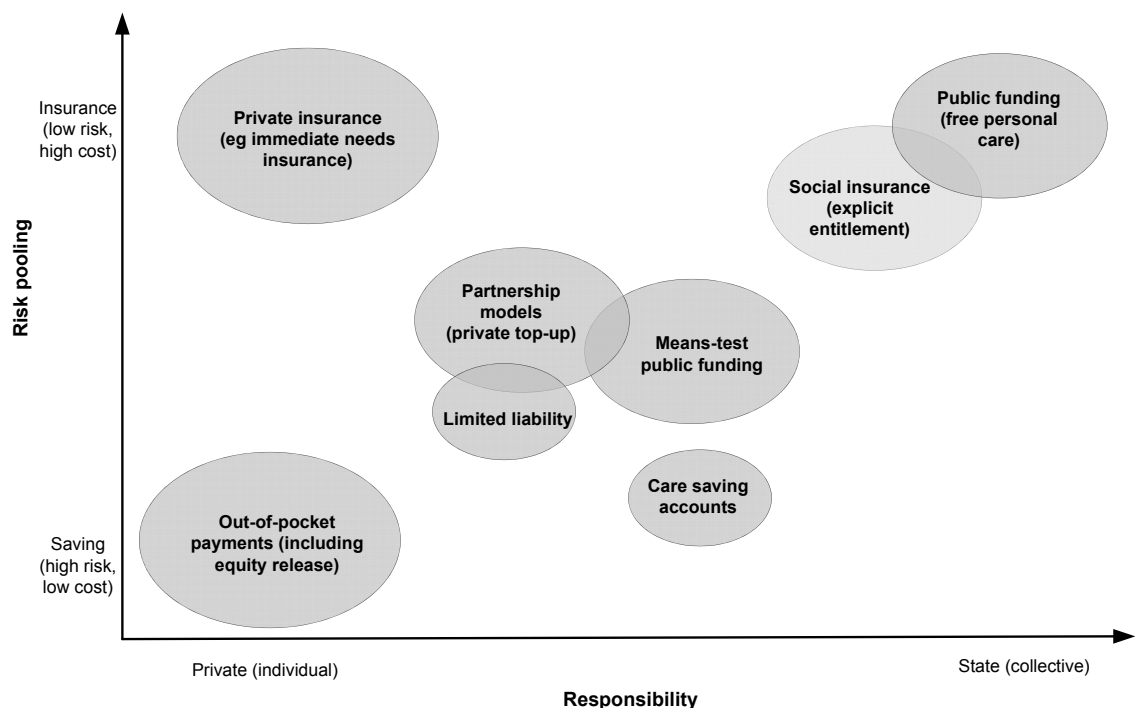 Insurance
(low risk,
high cost)
Private insurance
(eg immediate needs
insurance)
Public funding
(free personal
care)
Social insurance
(explicit
entitlement)
Risk pooling
Partnership
models
(private top-up)
Means-test
public funding
Limited liability
Care saving
accounts
Out-of-pocket
payments (including
equity release)
Saving
(high risk,
low cost)
Private (individual)
State (collective)
Responsibility